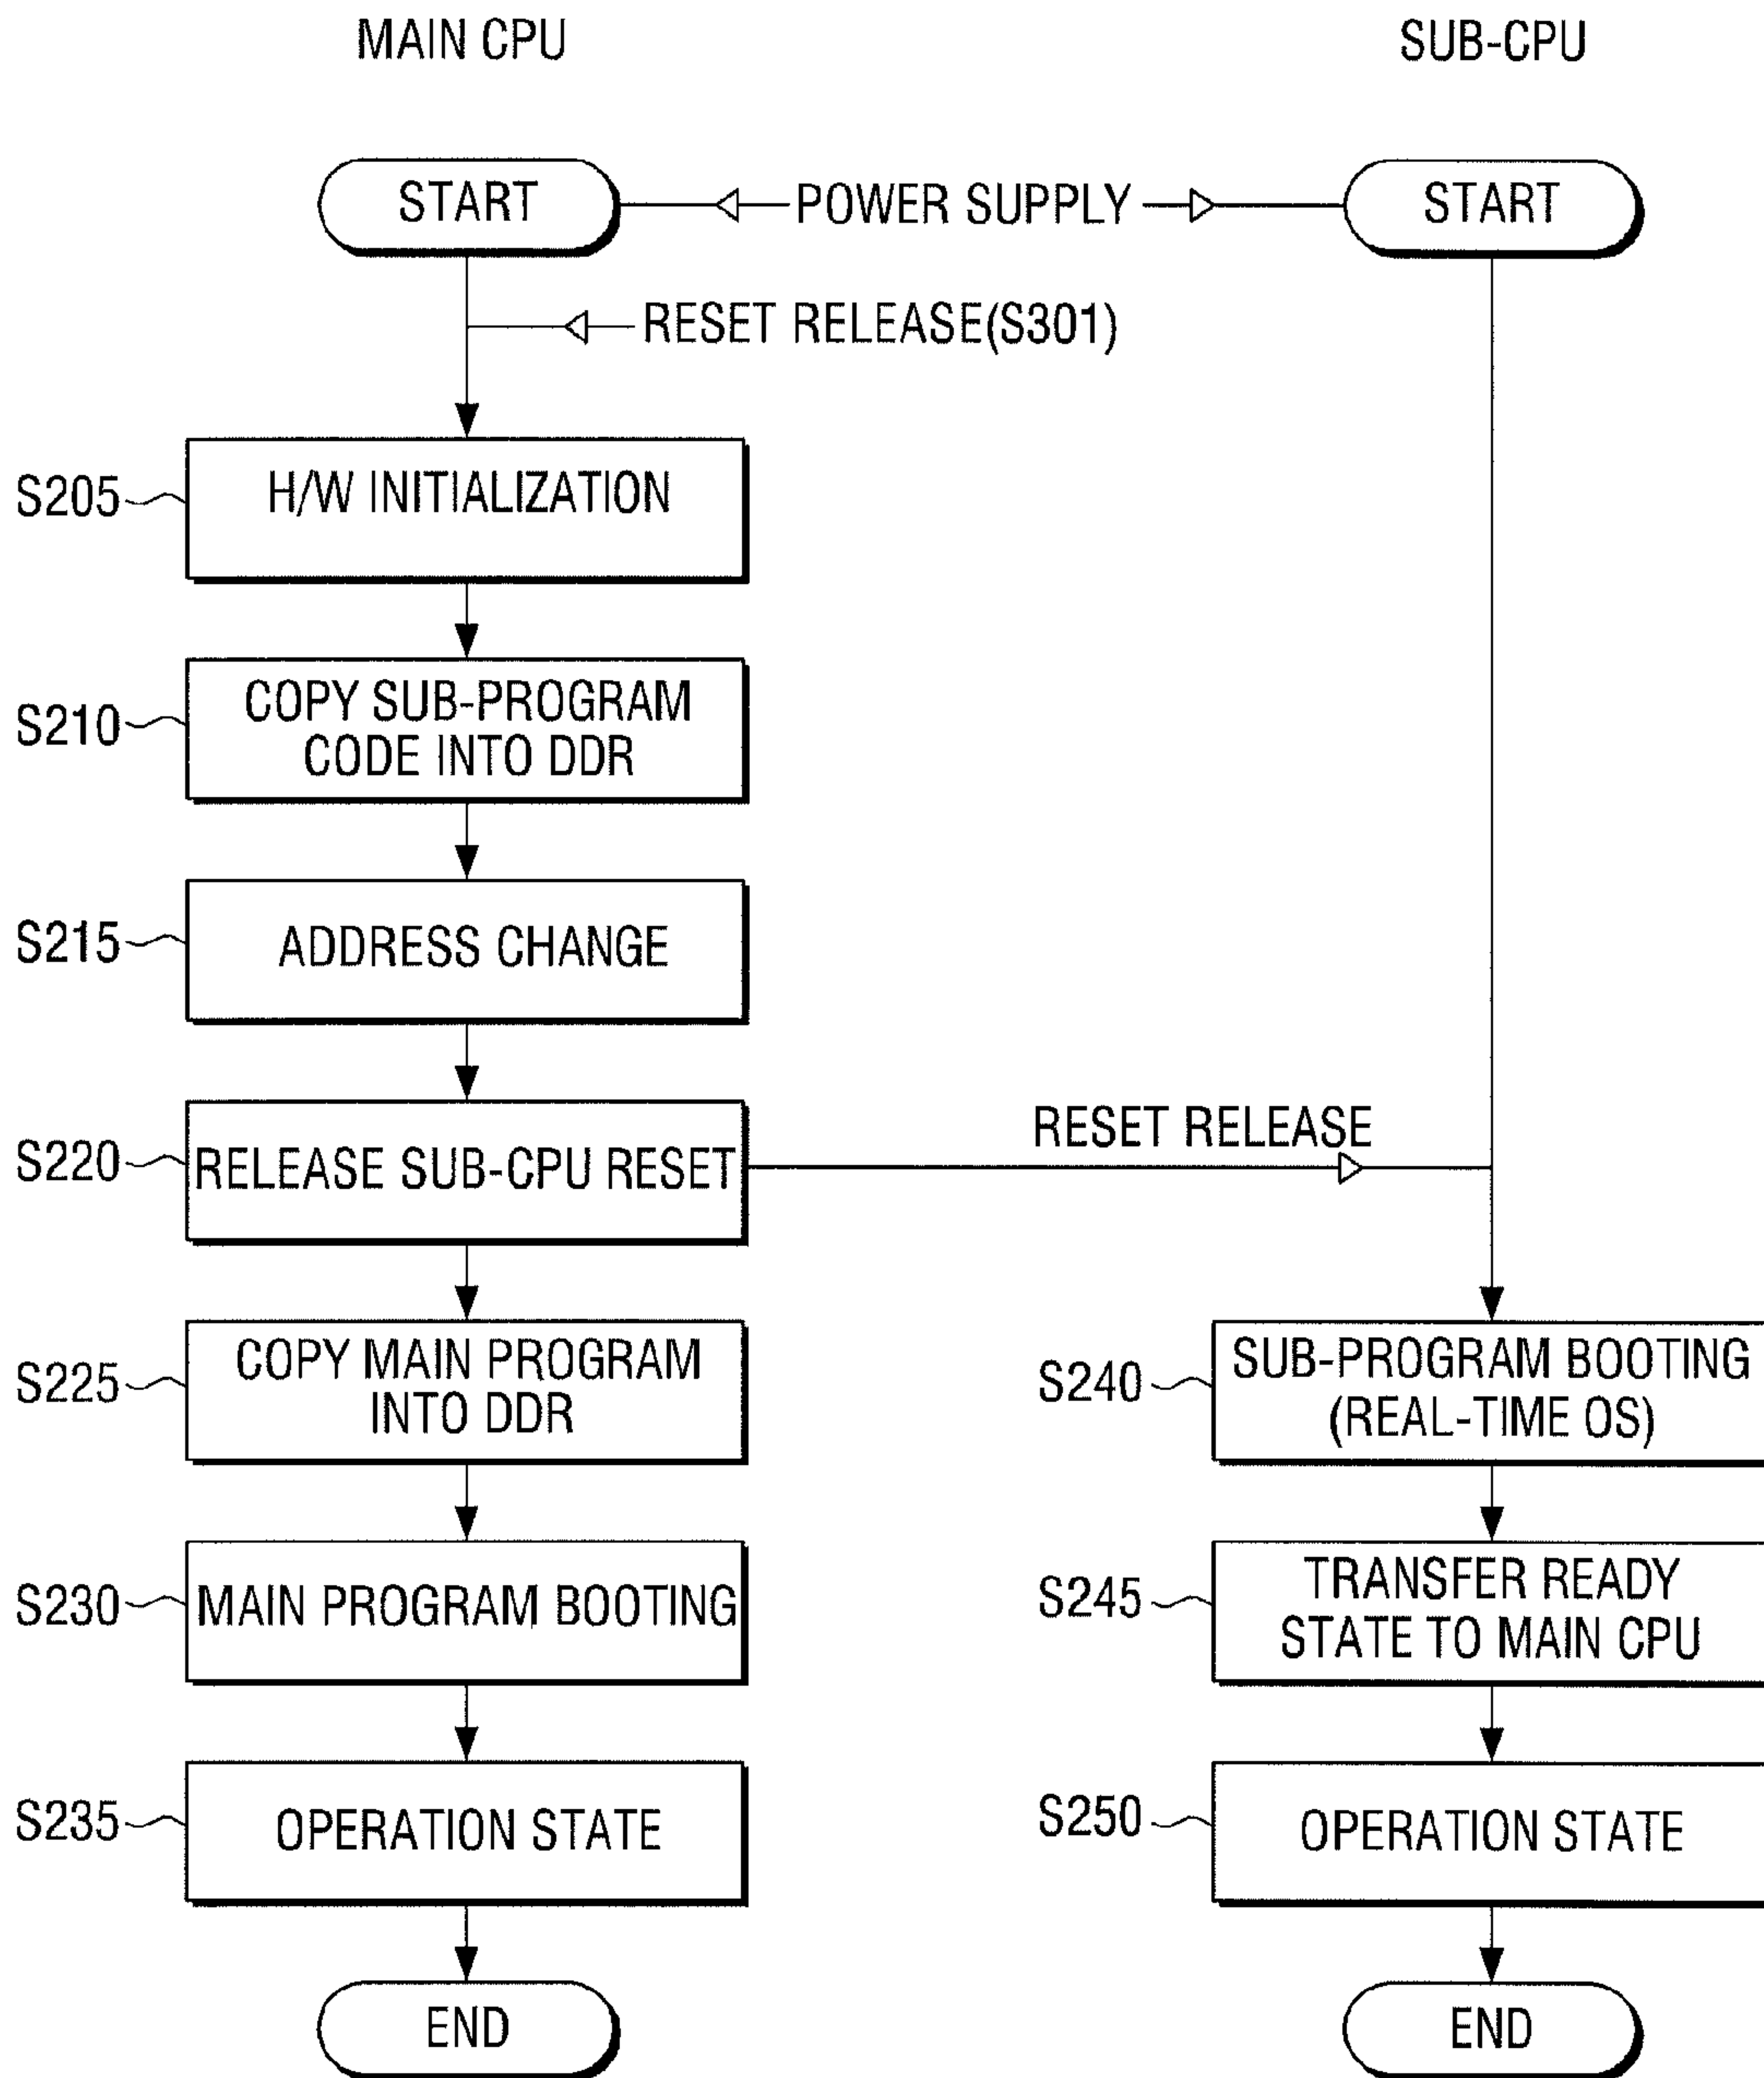 MAIN CPU
SUB-CPU
START
POWER SUPPLY
START
RESET RELEASE(S301)
S205
H/W INITIALIZATION
S210
COPY SUB-PROGRAM
CODE INTO DDR
S215
ADDRESS CHANGE
S220
RELEASE SUB-CPU RESET
RESET RELEASE
S225
COPY MAIN PROGRAM
INTO DDR
S240
SUB-PROGRAM BOOTING
(REAL-TIME OS)
S230
MAIN PROGRAM BOOTING
S245
TRANSFER READY
STATE TO MAIN CPU
S235
OPERATION STATE
S250
OPERATION STATE
END
END